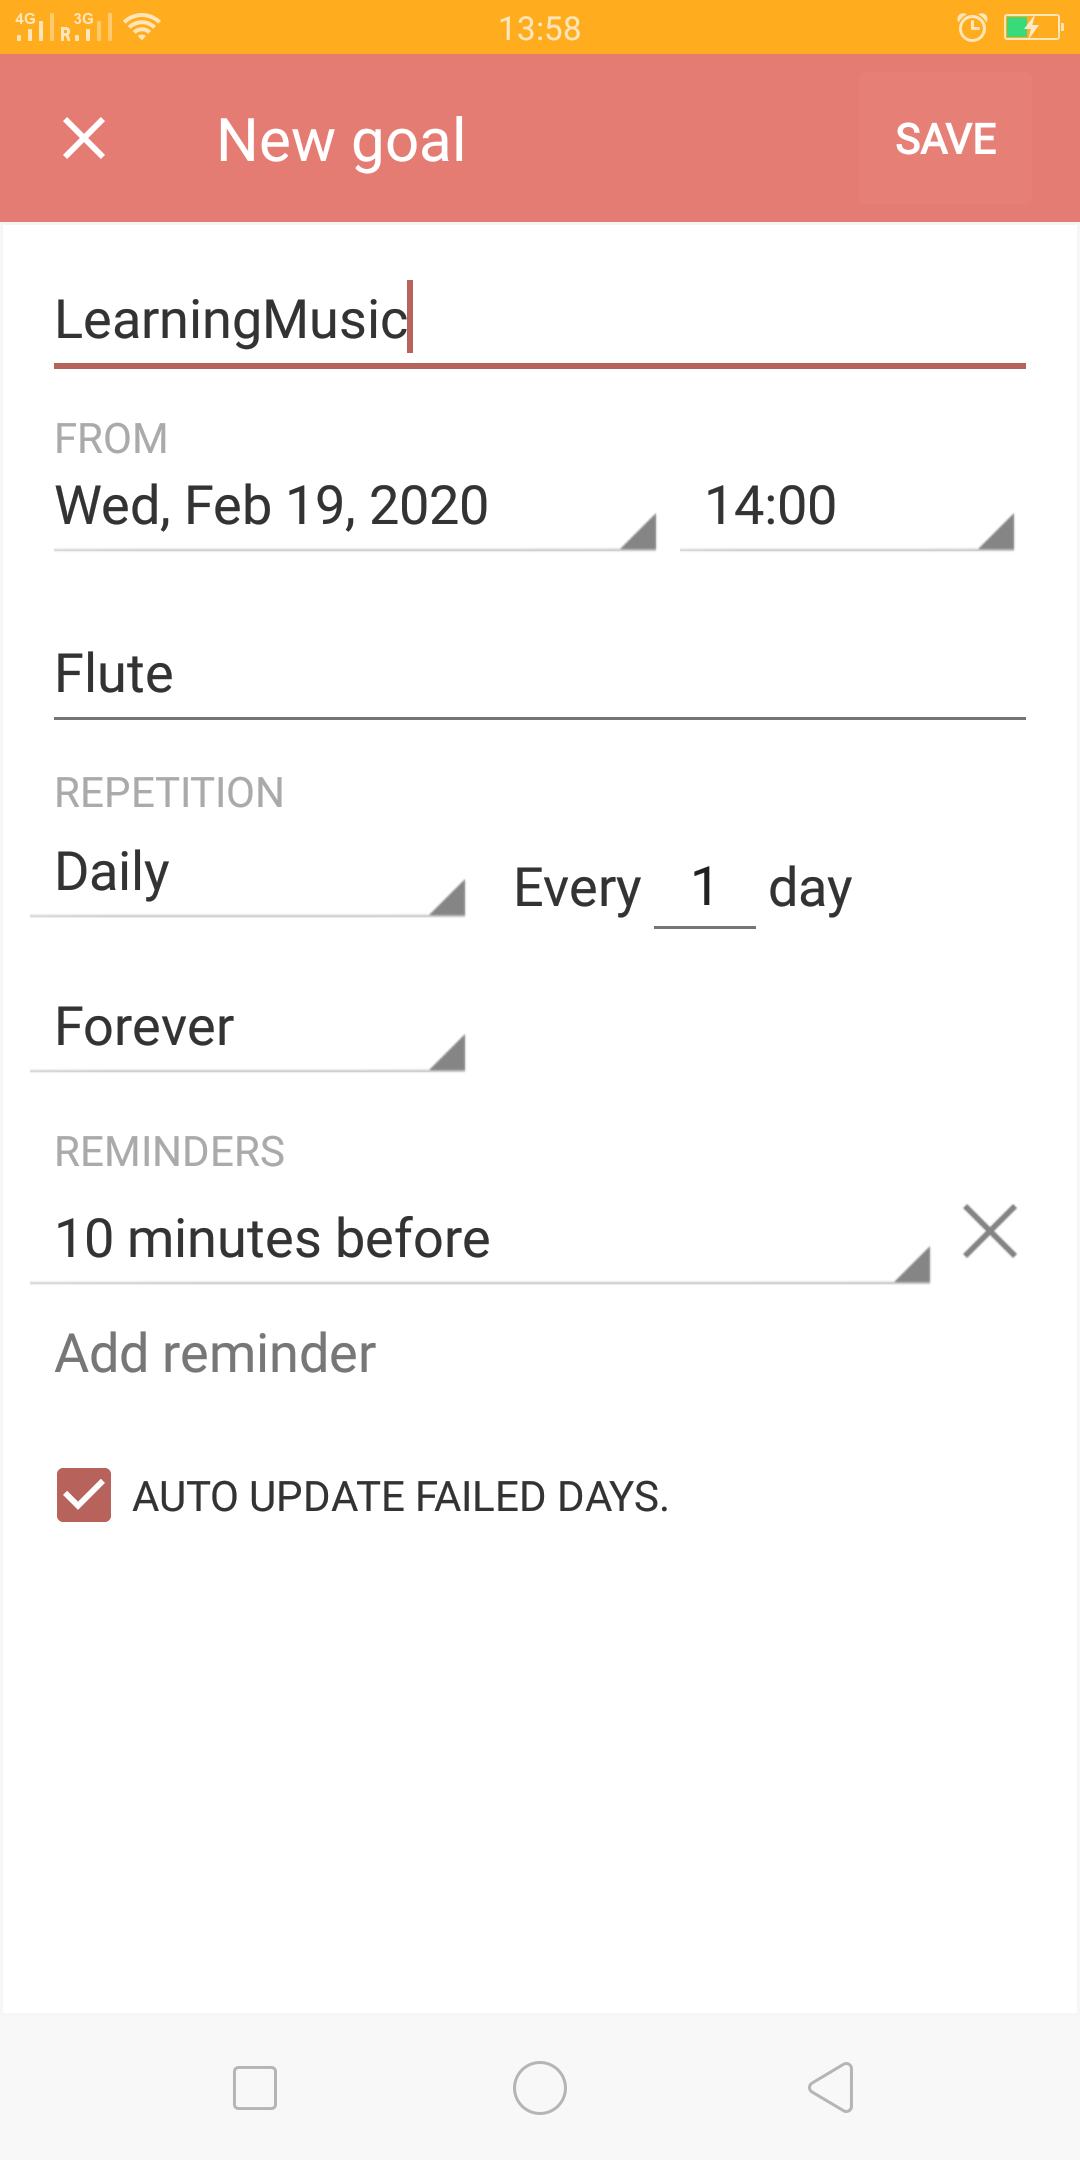 4G R 3G 13:58
New goal SAVE
LearningMusic
FROM
Wed, Feb 19, 2020 14:00
Flute
REPETITION
Daily Every 1 day
Forever
REMINDERS
10 minutes before
Add reminder
AUTO UPDATE FAILED DAYS.